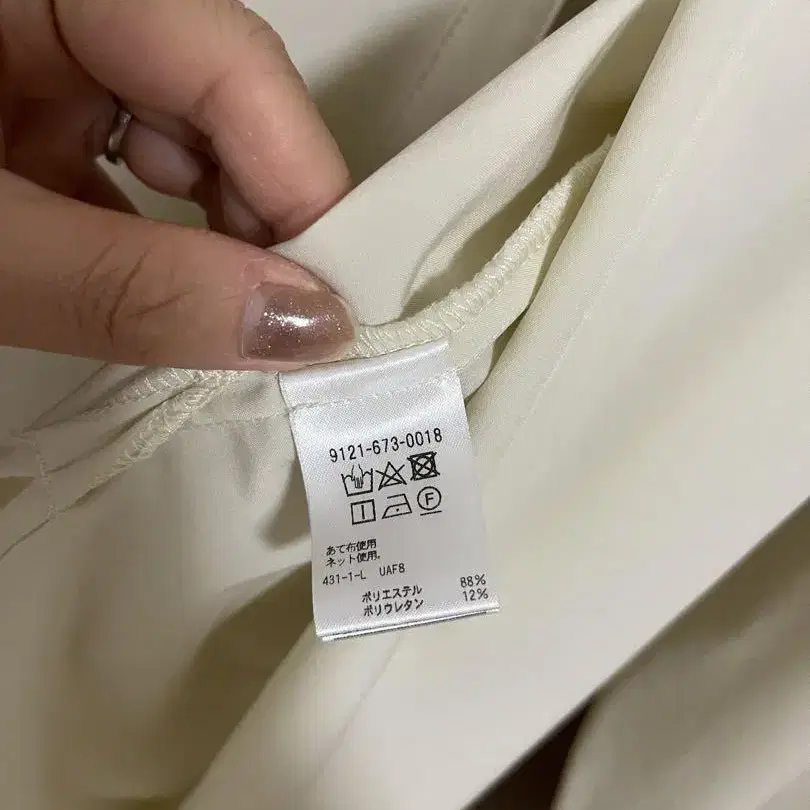 9121-673-0018
F
あて布使用
ネット使用。
431-1-L UAF8
ポリエステル 88%
ポリウレタン 12%